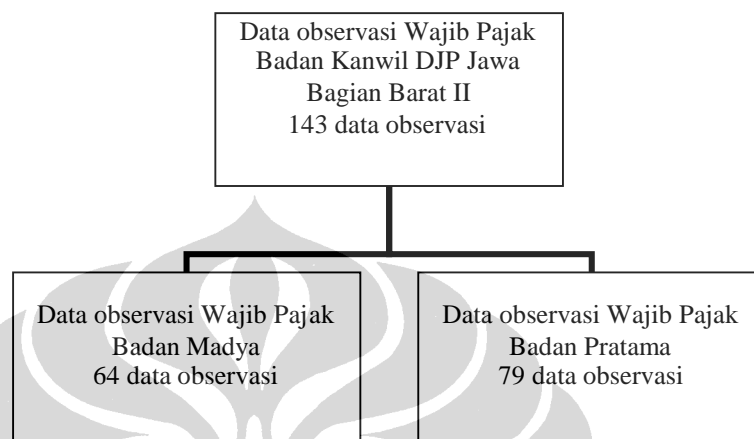 Data observasi Wajib Pajak
Badan Kanwil DJP Jawa
Bagian Barat II
143 data observasi
Data observasi Wajib Pajak
Badan Madya
64 data observasi
Data observasi Wajib Pajak
Badan Pratama
79 data observasi